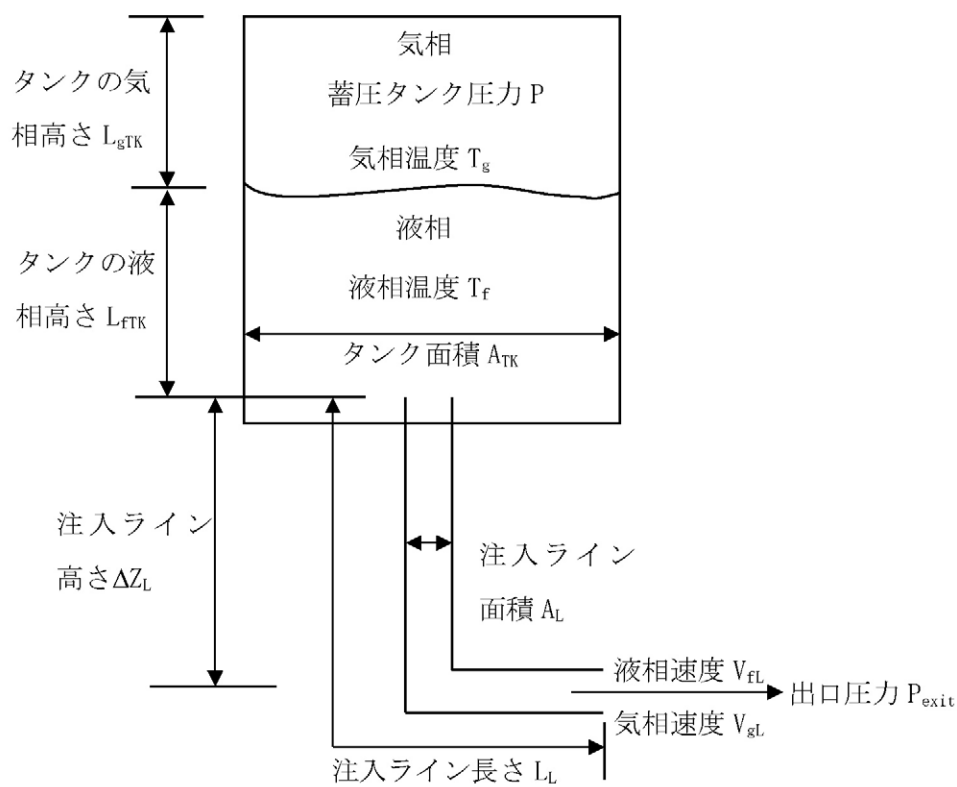 気相
蓄圧タンク圧力 P
気相温度 Tg
タンクの気
相高さ LgTK
液相
液相温度 Tf
タンクの液
相高さ LfTK
タンク面積 ATK
注入ライン
高さΔZL
注入ライン
面積 AL
液相速度 VfL
出口圧力 Pexit
気相速度 VgL
注入ライン長さ LL